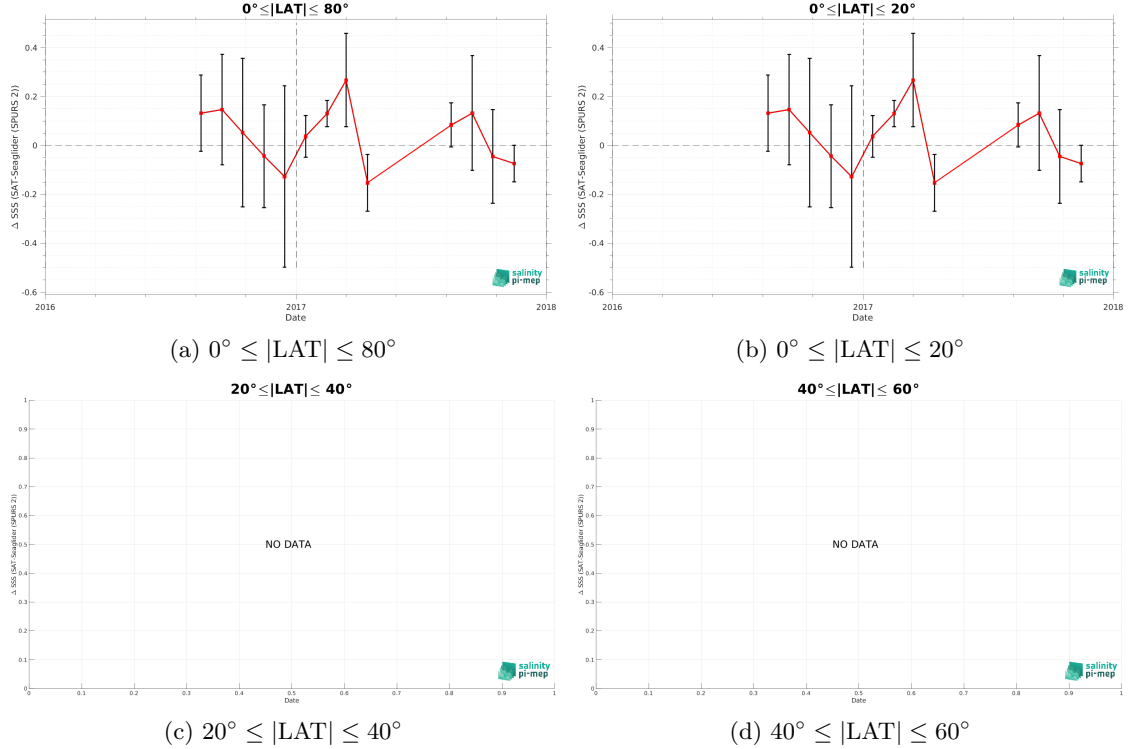 0°≤|LAT|≤ 80°
Δ SSS (SAT-Seaglider (SPURS 2))
0.4
0.2
0
-0.2
-0.4
-0.6
2016
2017
2018
Date
salinity
pi-mep
(a) 0° ≤ |LAT| ≤ 80°
0°≤|LAT|≤ 20°
Δ SSS (SAT-Seaglider (SPURS 2))
0.4
0.2
0
-0.2
-0.4
-0.6
2016
2017
2018
Date
salinity
pi-mep
(b) 0° ≤ |LAT| ≤ 20°
20°≤|LAT|≤ 40°
Δ SSS (SAT-Seaglider (SPURS 2))
1
0.9
0.8
0.7
0.6
0.5
0.4
0.3
0.2
0.1
0
NO DATA
0 0.1 0.2 0.3 0.4 0.5 0.6 0.7 0.8 0.9 1
Date
salinity
pi-mep
(c) 20° ≤ |LAT| ≤ 40°
40°≤|LAT|≤ 60°
Δ SSS (SAT-Seaglider (SPURS 2))
1
0.9
0.8
0.7
0.6
0.5
0.4
0.3
0.2
0.1
0
NO DATA
0 0.1 0.2 0.3 0.4 0.5 0.6 0.7 0.8 0.9 1
Date
salinity
pi-mep
(d) 40° ≤ |LAT| ≤ 60°